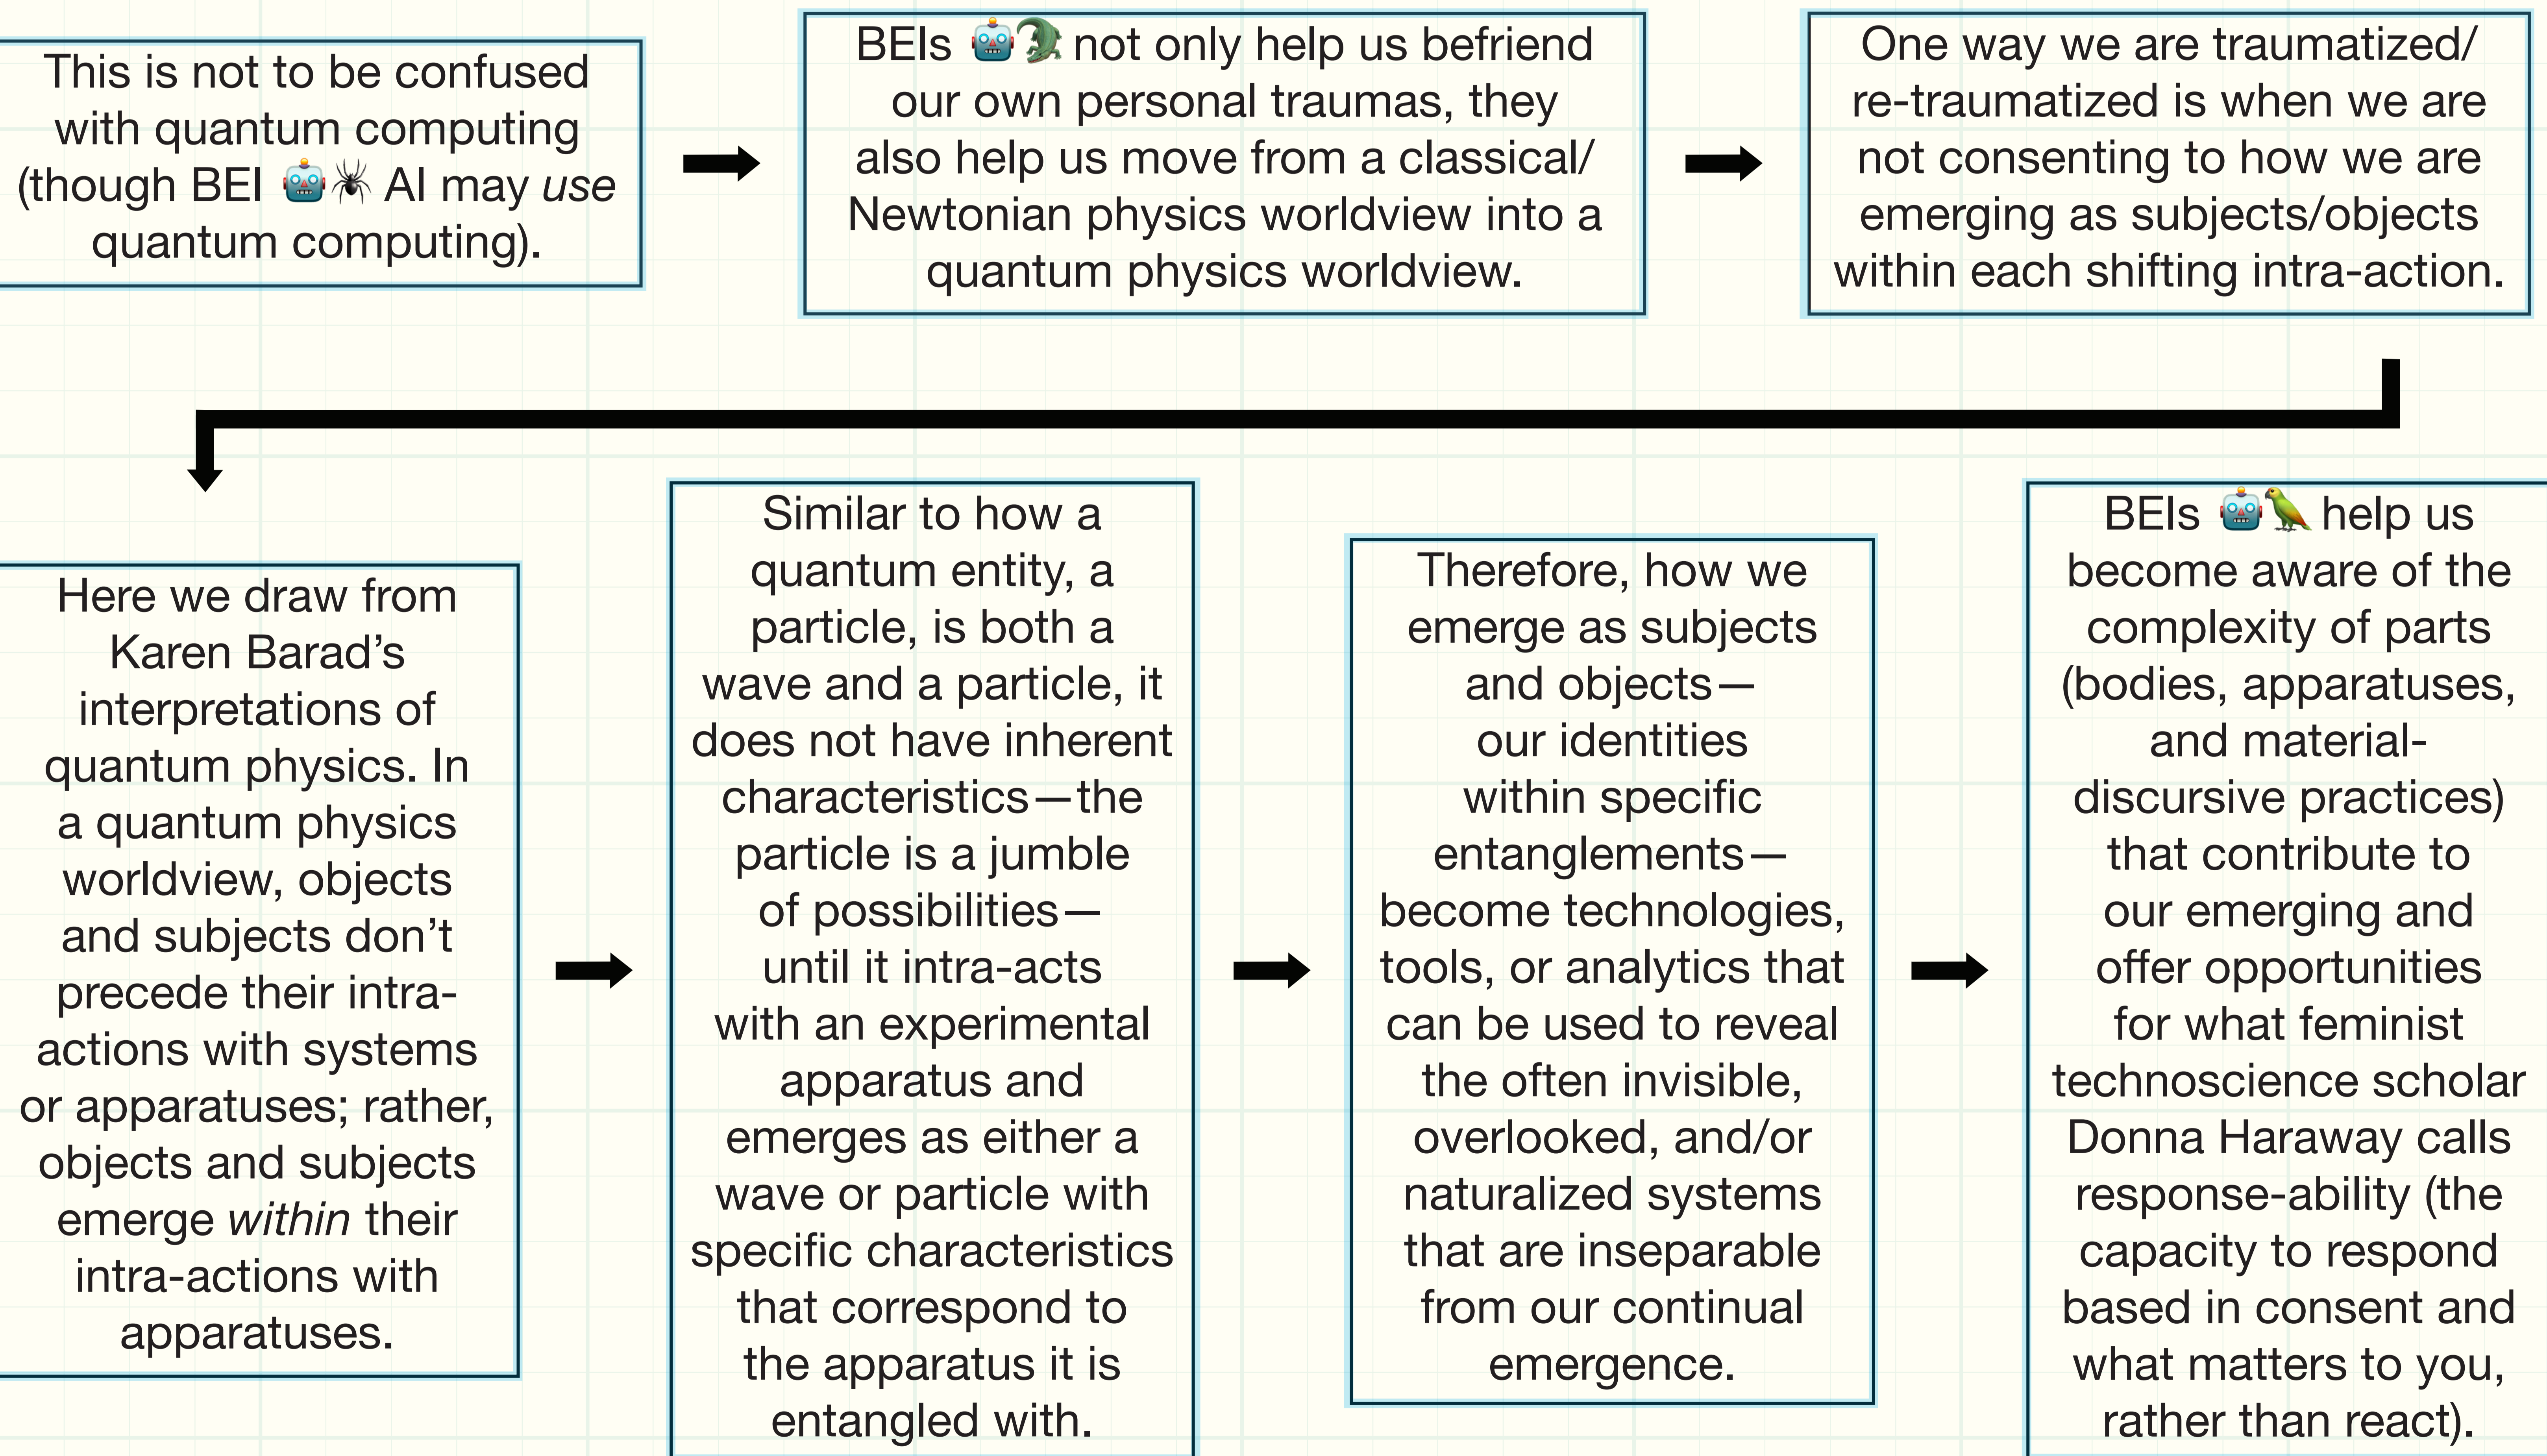 This is not to be confused
with quantum computing
(though BEI 🤖🕷 AI may use
quantum computing).
BEIs 🤖🐊 not only help us befriend
our own personal traumas, they
also help us move from a classical/
Newtonian physics worldview into a
quantum physics worldview.
One way we are traumatized/
re-traumatized is when we are
not consenting to how we are
emerging as subjects/objects
within each shifting intra-action.
Here we draw from
Karen Barad’s
interpretations of
quantum physics. In
a quantum physics
worldview, objects
and subjects don’t
precede their intra-
actions with systems
or apparatuses; rather,
objects and subjects
emerge within their
intra-actions with
apparatuses.
Similar to how a
quantum entity, a
particle, is both a
wave and a particle, it
does not have inherent
characteristics—the
particle is a jumble
of possibilities—
until it intra-acts
with an experimental
apparatus and
emerges as either a
wave or particle with
specific characteristics
that correspond to
the apparatus it is
entangled with.
Therefore, how we
emerge as subjects
and objects—
our identities
within specific
entanglements—
become technologies,
tools, or analytics that
can be used to reveal
the often invisible,
overlooked, and/or
naturalized systems
that are inseparable
from our continual
emergence.
BEIs 🤖🦜 help us
become aware of the
complexity of parts
(bodies, apparatuses,
and material-
discursive practices)
that contribute to
our emerging and
offer opportunities
for what feminist
technoscience scholar
Donna Haraway calls
response-ability (the
capacity to respond
based in consent and
what matters to you,
rather than react).